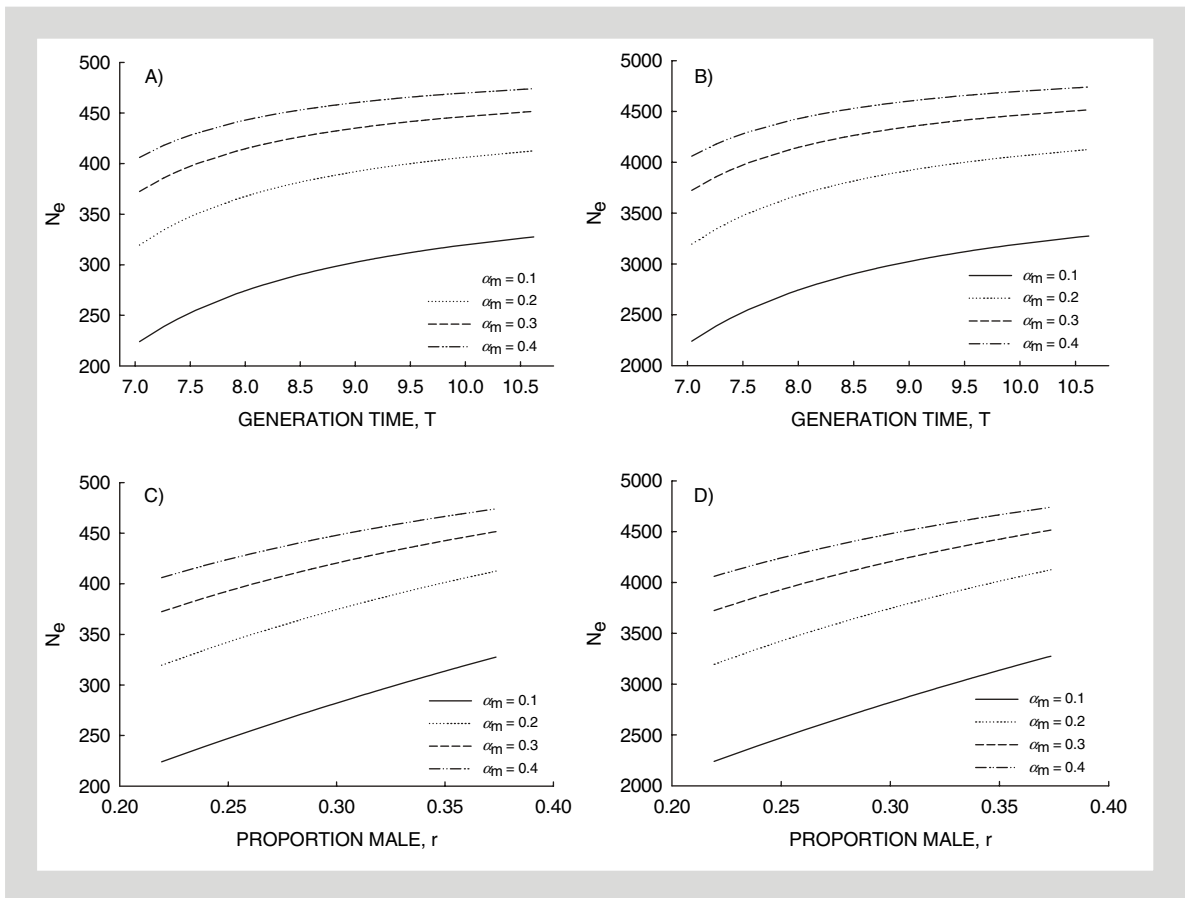 A)
500
450
400
350
300
250
200
Ne
αm = 0.1
αm = 0.2
αm = 0.3
αm = 0.4
7.0 7.5 8.0 8.5 9.0 9.5 10.0 10.5
GENERATION TIME, T
B)
5000
4500
4000
3500
3000
2500
2000
Ne
αm = 0.1
αm = 0.2
αm = 0.3
αm = 0.4
7.0 7.5 8.0 8.5 9.0 9.5 10.0 10.5
GENERATION TIME, T
C)
500
450
400
350
300
250
200
Ne
αm = 0.1
αm = 0.2
αm = 0.3
αm = 0.4
0.20 0.25 0.30 0.35 0.40
PROPORTION MALE, r
D)
5000
4500
4000
3500
3000
2500
2000
Ne
αm = 0.1
αm = 0.2
αm = 0.3
αm = 0.4
0.20 0.25 0.30 0.35 0.40
PROPORTION MALE, r